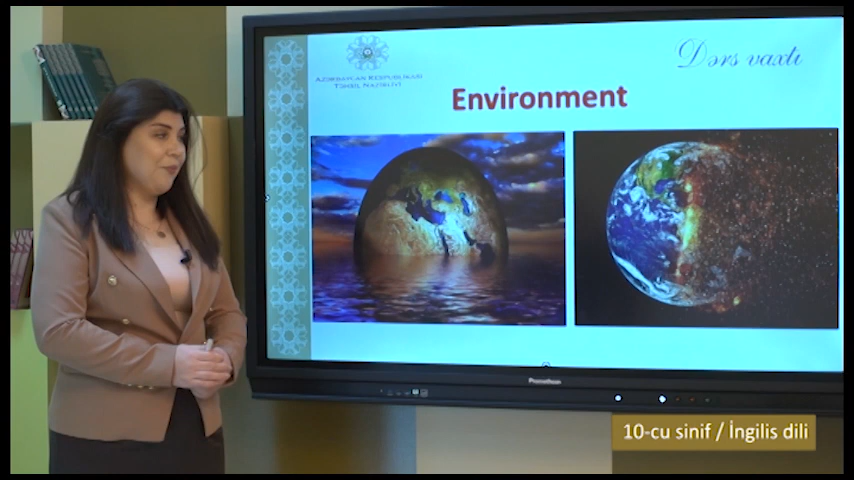 Dərs vaxtı
AZƏRBAYCAN RESPUBLİKASI
TƏHSİL NAZİRLİYİ
Environment
Promethean
10-cu sinif / İngilis dili